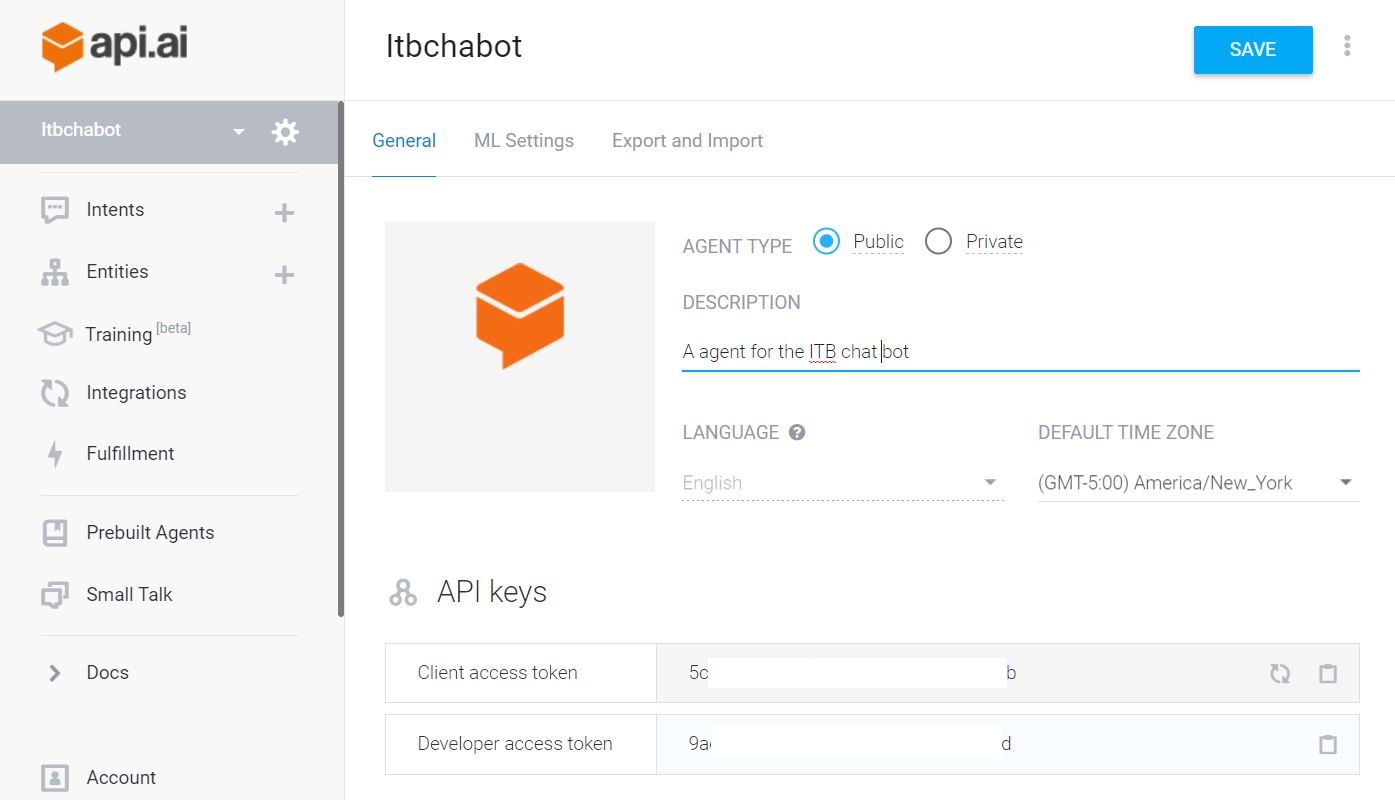 api.ai
Itbchabot
SAVE
Itbchabot
General ML Settings Export and Import
Intents
Entities
Training [beta]
Integrations
Fulfillment
Prebuilt Agents
Small Talk
Docs
Account
AGENT TYPE Public Private
DESCRIPTION
A agent for the ITB chat bot
LANGUAGE ?
English
DEFAULT TIME ZONE
(GMT-5:00) America/New_York
API keys
Client access token 5c b
Developer access token 9a d